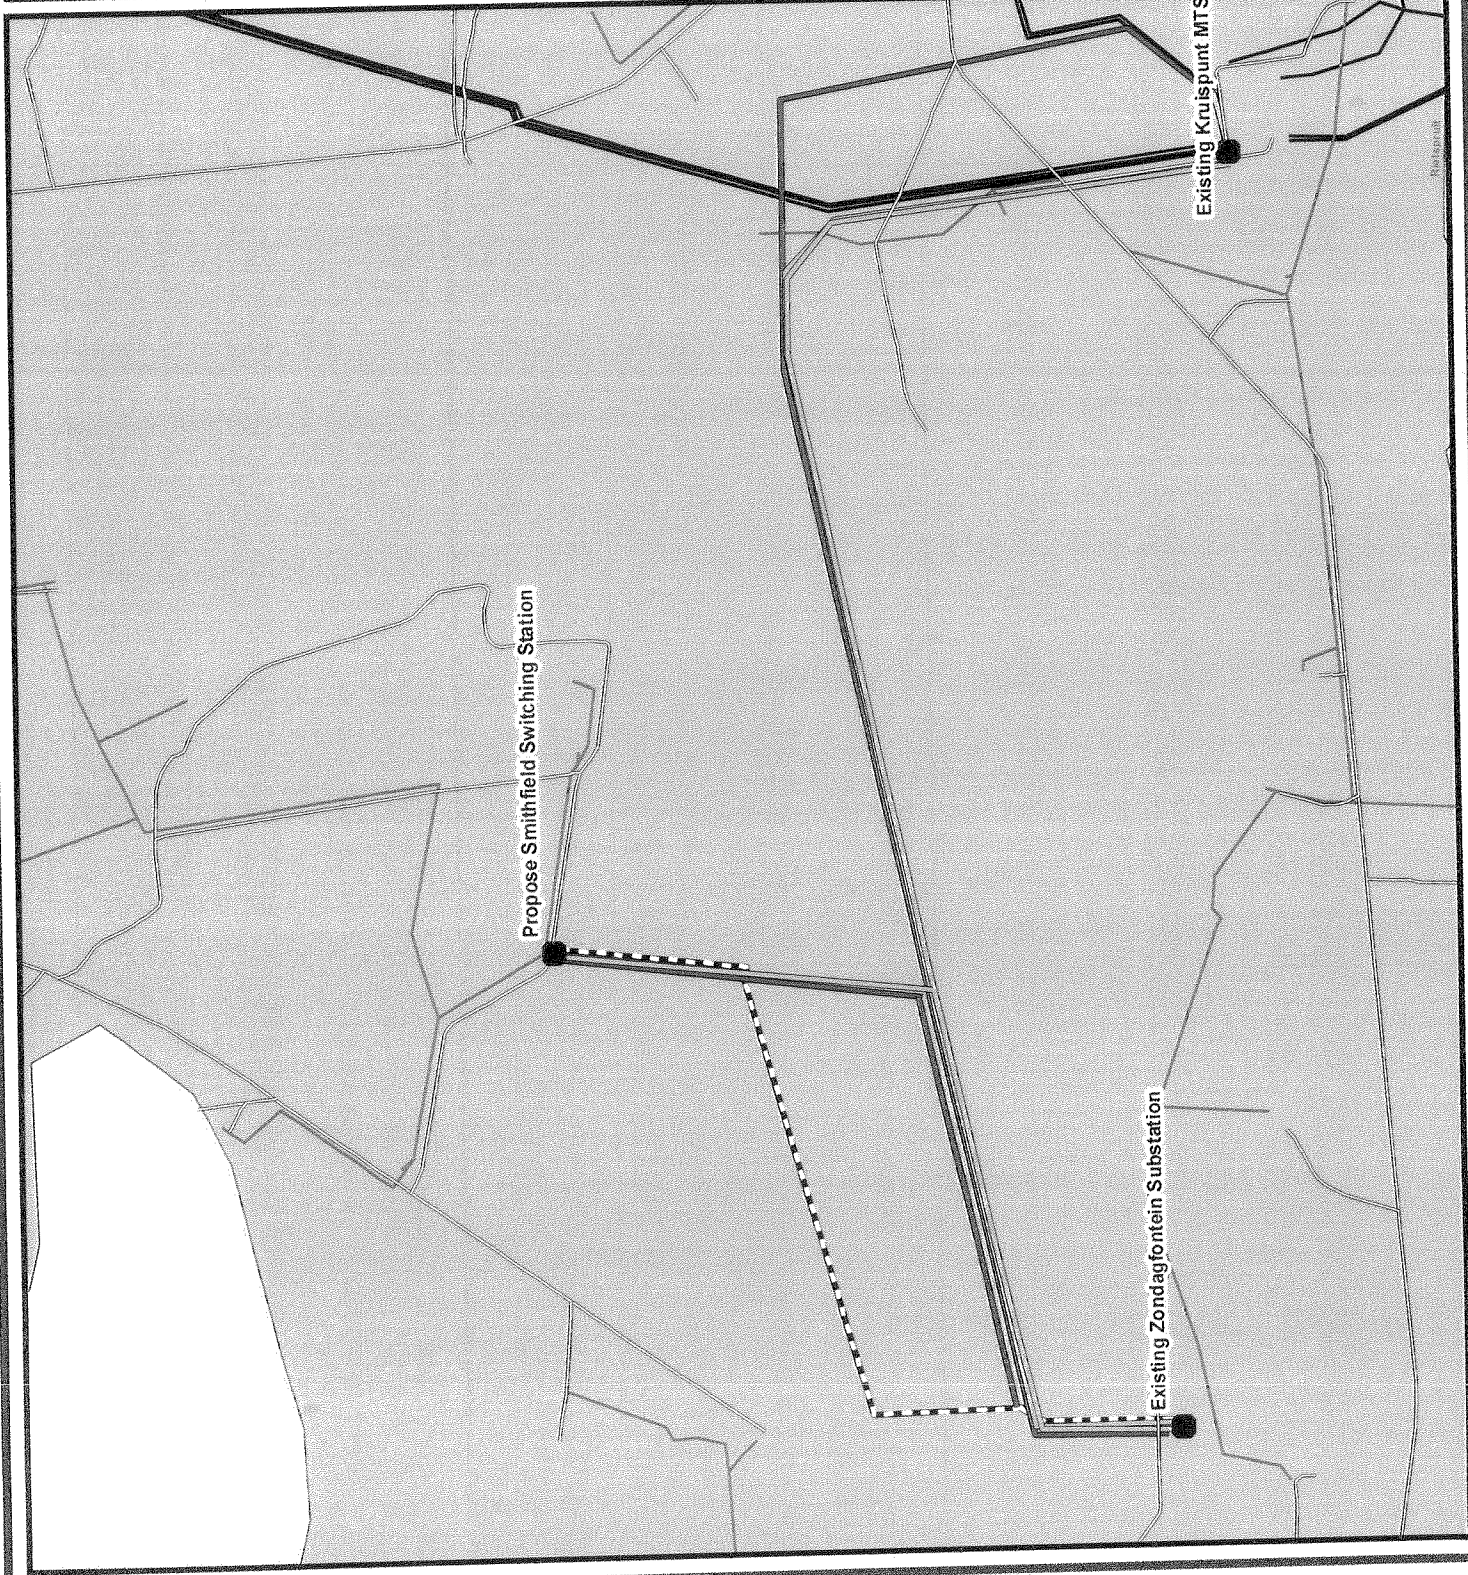 Existing Kruispunt MTS
Propose Smithfield Switching Station
Existing Zondagfontein Substation